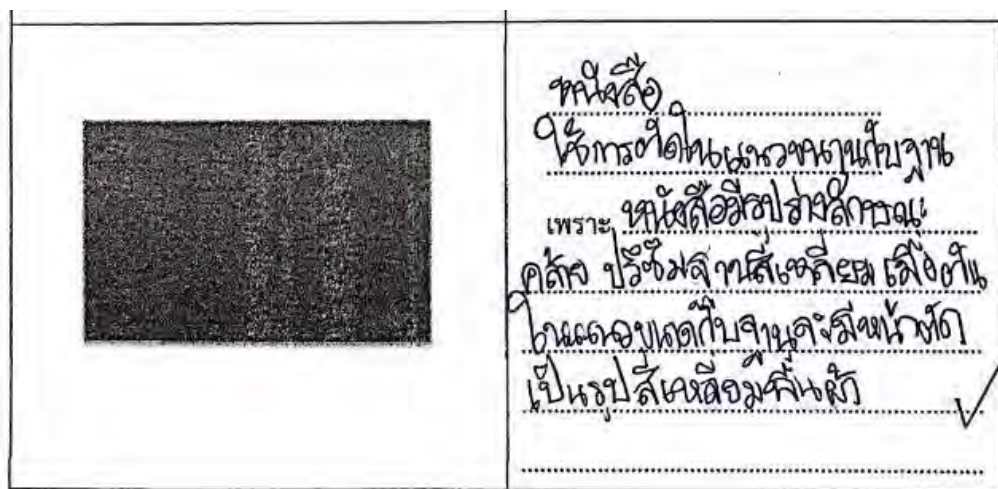 หนังสือ
ใช้การตัดในแนวขนานกับฐาน
เพราะ หนังสือมีรูปร่างลักษณะ
คล้าย ปริซึมฐานสี่เหลี่ยม เมื่อตัด
ในแนวขนานกับฐานจะมีหน้าตัด
เป็นรูปสี่เหลี่ยมผืนผ้า